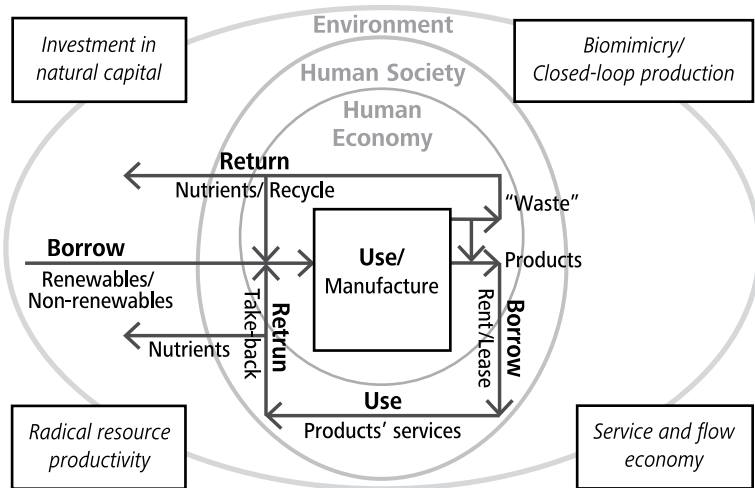 Environment
Human Society
Human
Economy
Investment in
natural capital
Biomimicry/
Closed-loop production
Return
Nutrients/ Recycle
"Waste"
Borrow
Renewables/
Non-renewables
Use/
Manufacture
Products
Nutrients
Take-back
Retrun
Rent /Lease
Borrow
Use
Products’ services
Radical resource
productivity
Service and flow
economy